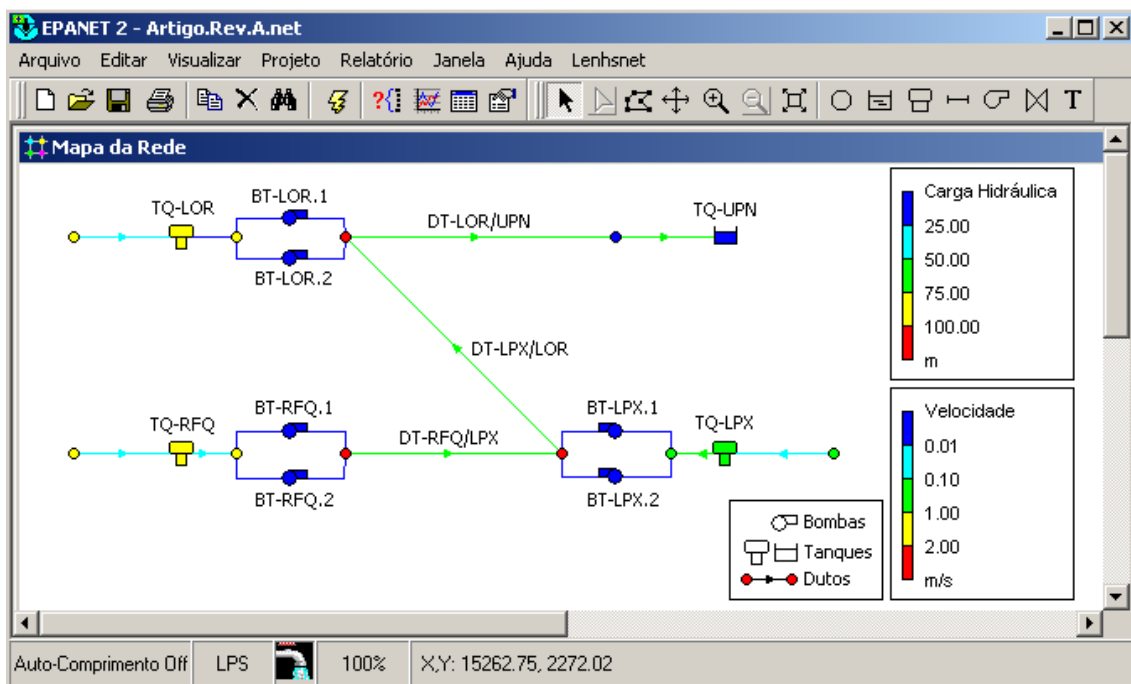 EPANET 2 - Artigo.Rev.A.net
Arquivo Editar Visualizar Projeto Relatório Janela Ajuda Lenhsnet
T
Mapa da Rede
TQ-LOR
BT-LOR.1
BT-LOR.2
DT-LOR/UPN
TQ-UPN
DT-LPX/LOR
TQ-RFQ
BT-RFQ.1
BT-RFQ.2
DT-RFQ/LPX
BT-LPX.1
BT-LPX.2
TQ-LPX
Carga Hidráulica
25.00
50.00
75.00
100.00
m
Velocidade
0.01
0.10
1.00
2.00
m/s
Bombas
Tanques
Dutos
Auto-Comprimento Off LPS 100% X,Y: 15262.75, 2272.02